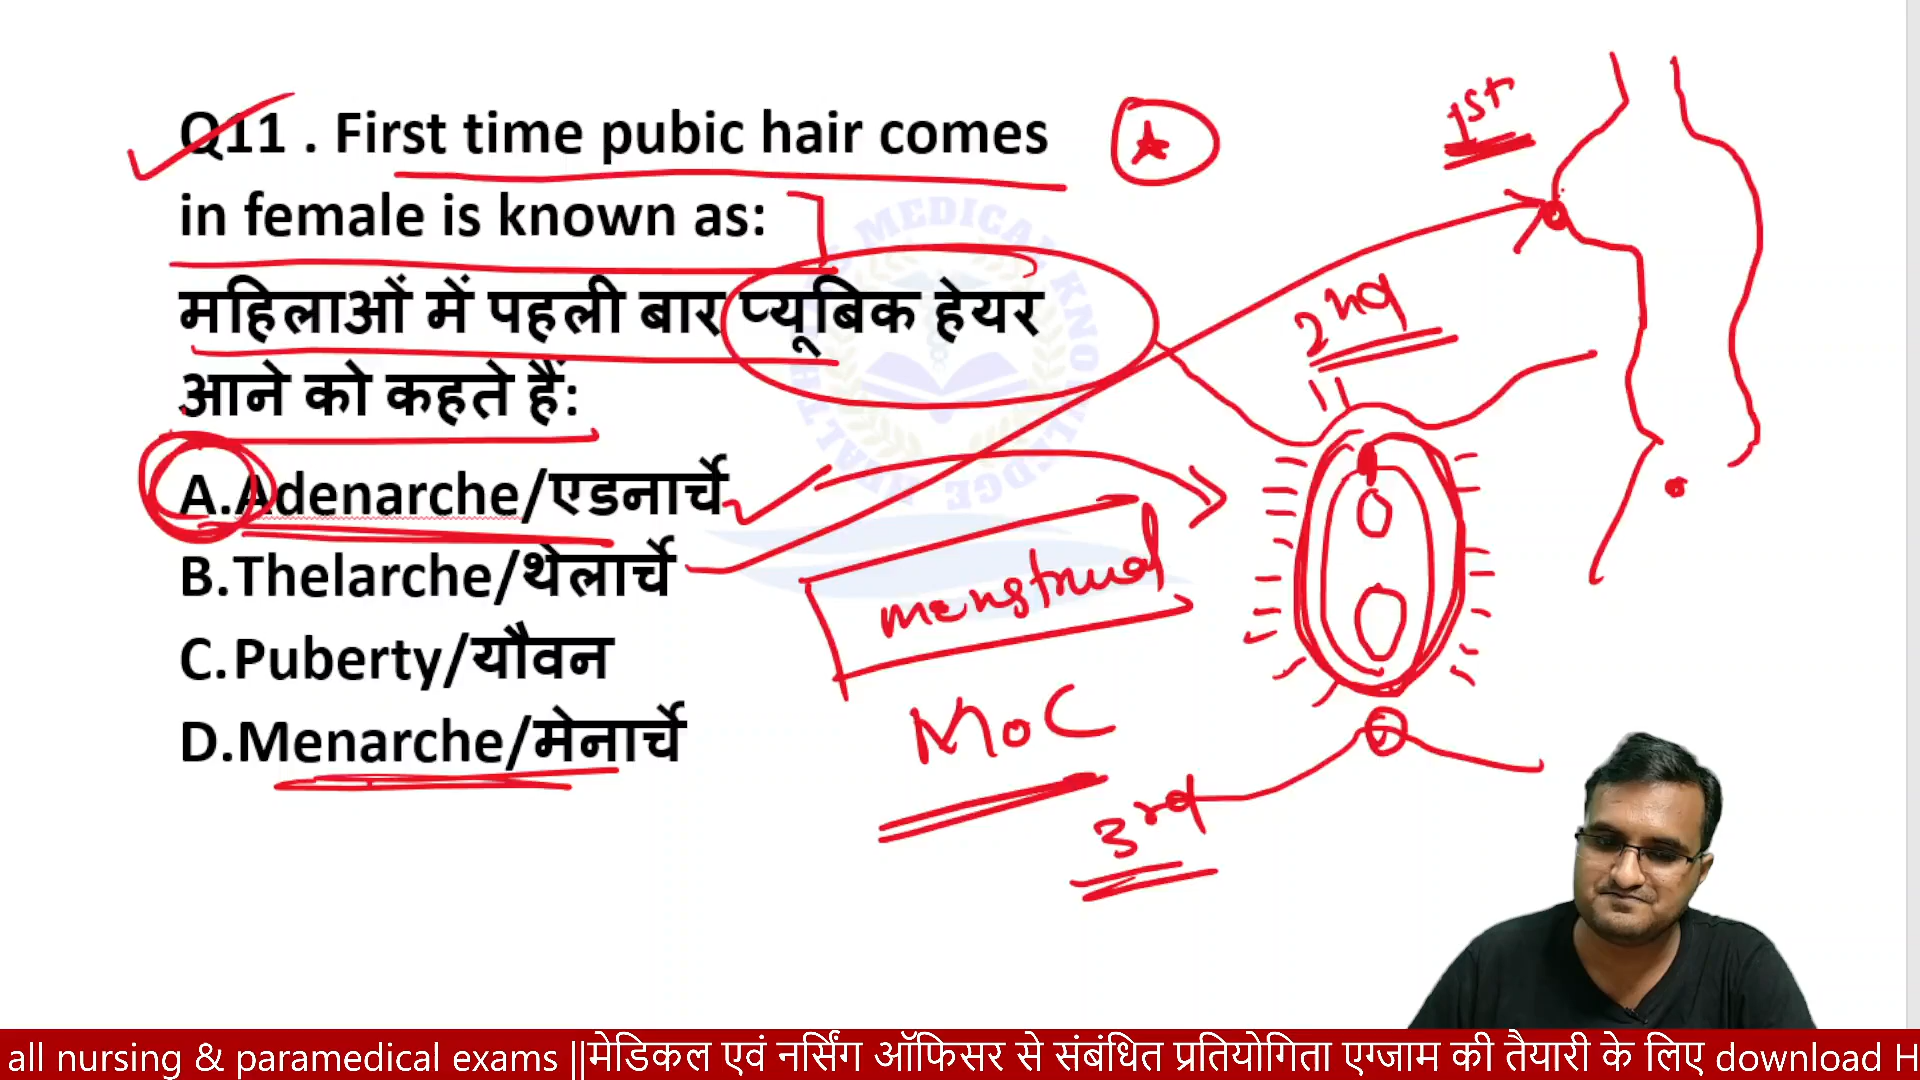 Q11 . First time pubic hair comes
in female is known as:
महिलाओं में पहली बार प्यूबिक हेयर
आने को कहते हैं:
A.Adenarche/एडनार्चे
B.Thelarche/थेलार्चे
C.Puberty/यौवन
D.Menarche/मेनार्चे
1st
2nd
menstrual
MoC
3rd
all nursing & paramedical exams ||मेडिकल एवं नर्सिंग ऑफिसर से संबंधित प्रतियोगिता एग्जाम की तैयारी के लिए download H